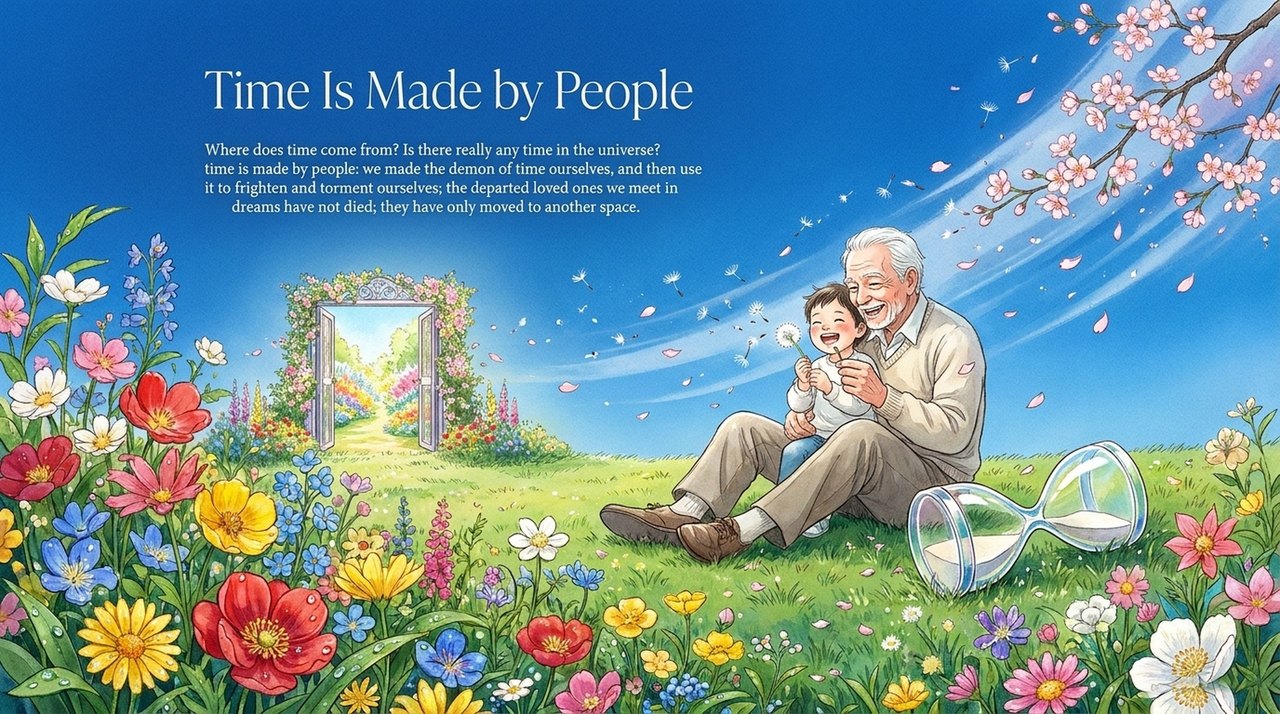 Time Is Made by People
Where does time come from? Is there really any time in the universe?
time is made by people: we made the demon of time ourselves, and then use
it to frighten and torment ourselves; the departed loved ones we meet in
dreams have not died; they have only moved to another space.